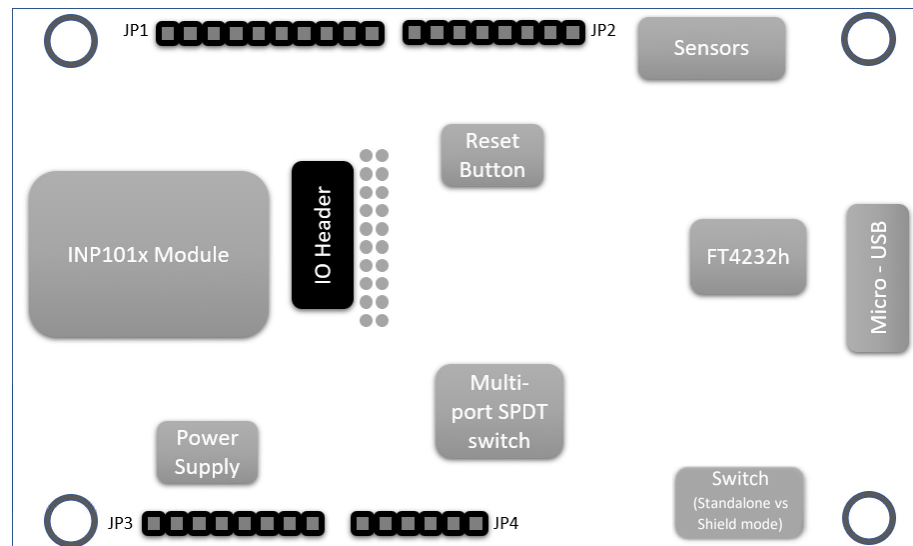 JP1
JP2
Sensors
Reset
Button
INP101x Module
IO Header
FT4232h
Micro - USB
Multi-
port SPDT
switch
Power
Supply
Switch
(Standalone vs
Shield mode)
JP3
JP4